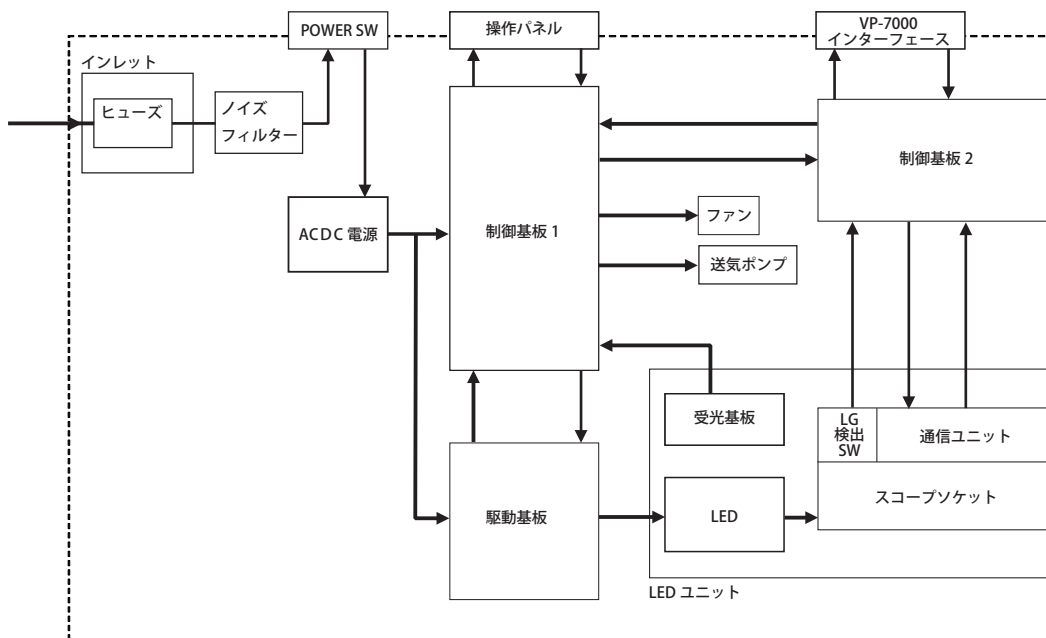 POWER SW
操作パネル
VP-7000
インターフェース
インレット
ヒューズ
ノイズ
フィルター
制御基板 2
ACDC 電源
制御基板 1
ファン
送気ポンプ
受光基板
LG
検出
SW
通信ユニット
スコープソケット
駆動基板
LED
LED ユニット